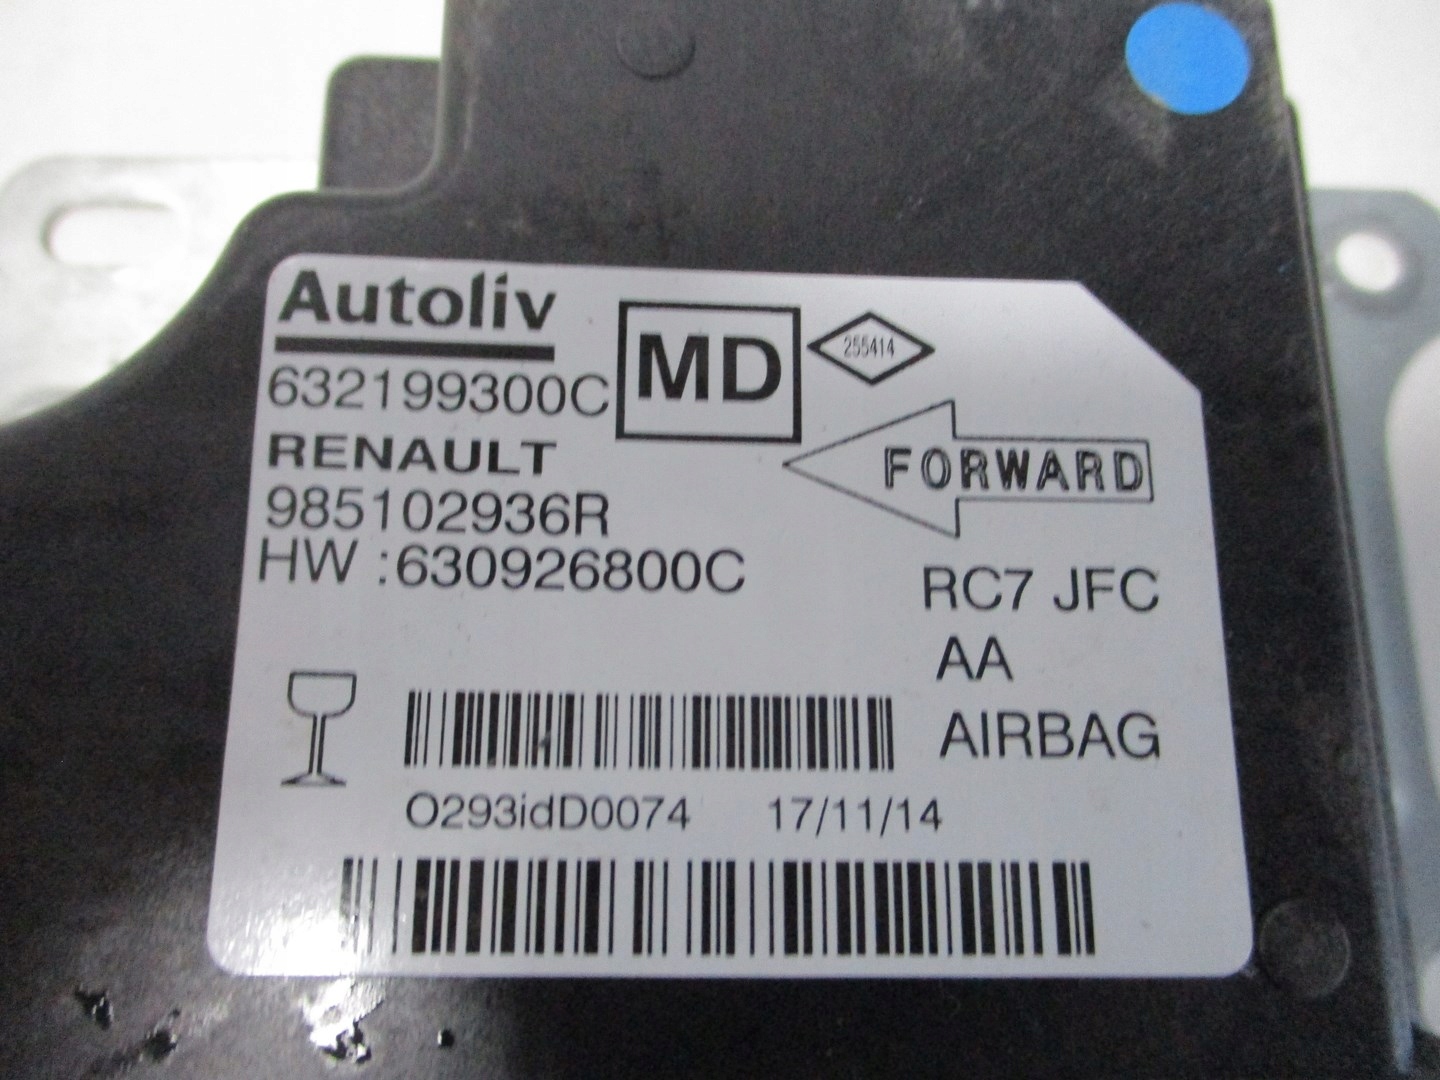 Autoliv
632199300C
MD
255414
RENAULT
FORWARD
985102936R
HW :630926800C
RC7 JFC
AA
AIRBAG
O293idD0074 17/11/14